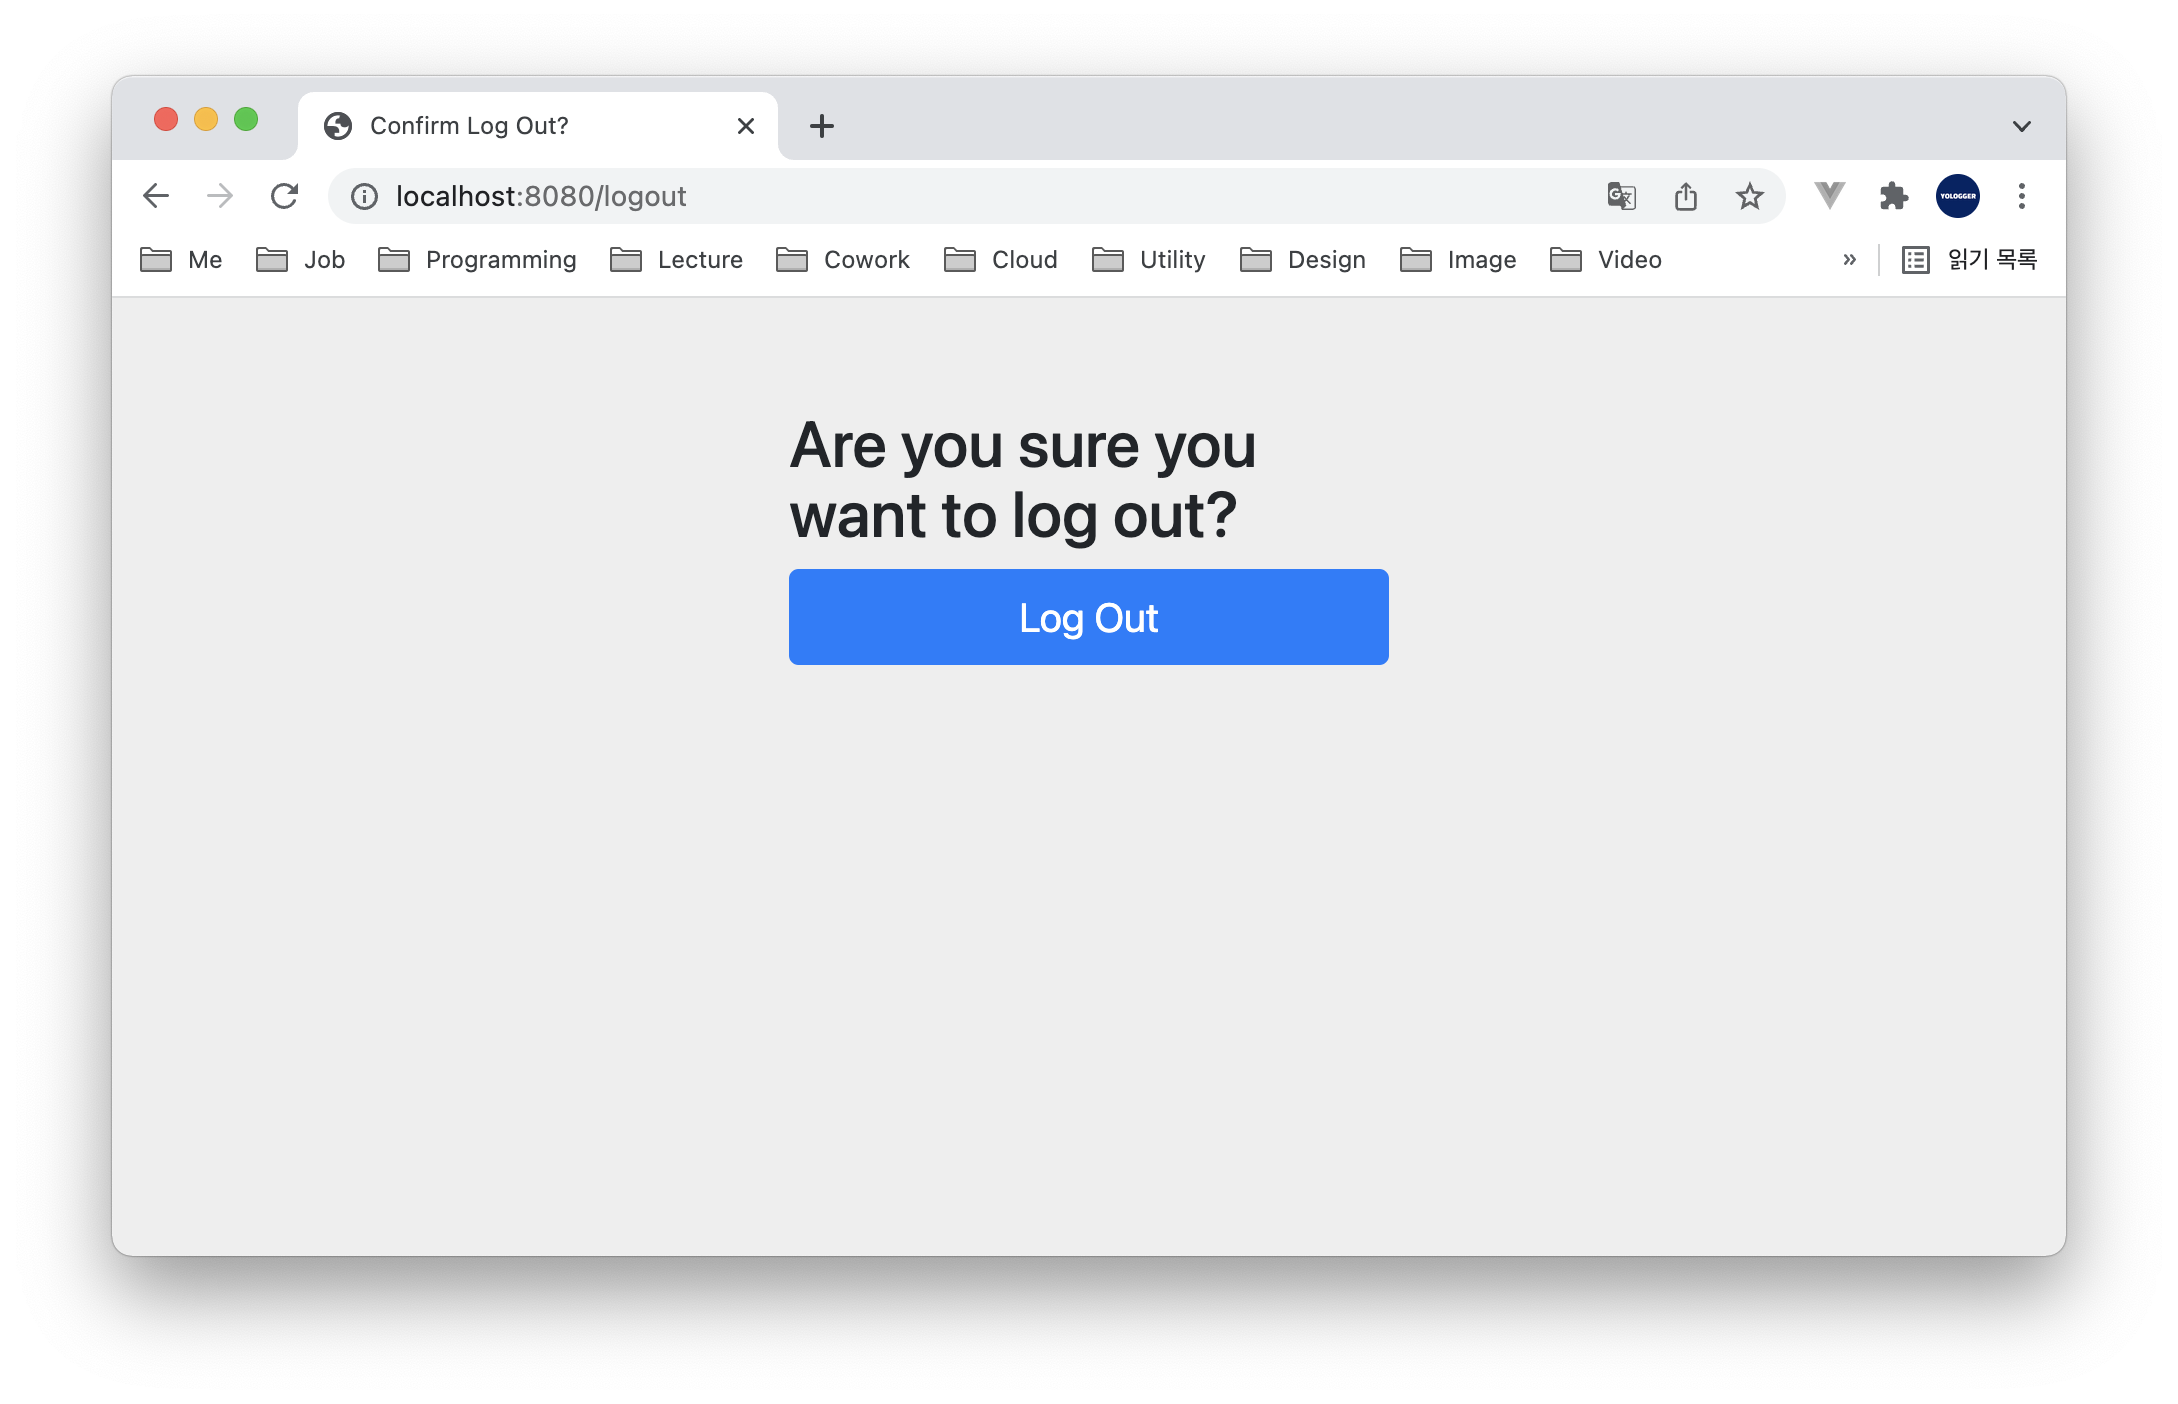 Confirm Log Out?
localhost:8080/logout
YOLOGGER
Me Job Programming Lecture Cowork Cloud Utility Design Image Video » 읽기 목록
Are you sure you
want to log out?
Log Out